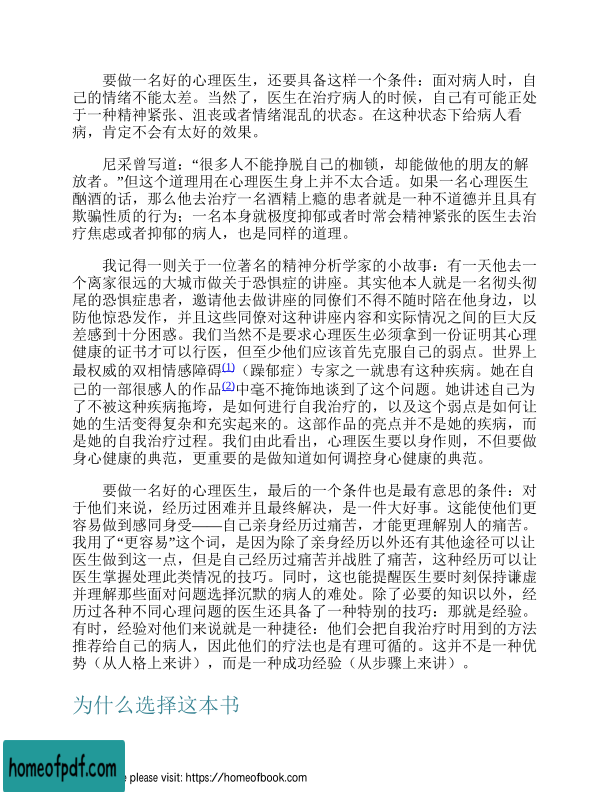 要做一名好的心理医生，还要具备这样一个条件：面对病人时，自
己的情绪不能太差。当然了，医生在治疗病人的时候，自己有可能正处
于一种精神紧张、沮丧或者情绪混乱的状态。在这种状态下给病人看
病，肯定不会有太好的效果。
尼采曾写道：“很多人不能挣脱自己的枷锁，却能做他的朋友的解
放者。”但这个道理用在心理医生身上并不太合适。如果一名心理医生
酗酒的话，那么他去治疗一名酒精上瘾的患者就是一种不道德并且具有
欺骗性质的行为；一名本身就极度抑郁或者时常会精神紧张的医生去治
疗焦虑或者抑郁的病人，也是同样的道理。
我记得一则关于一位著名的精神分析学家的小故事：有一天他去一
个离家很远的大城市做关于恐惧症的讲座。其实他本人就是一名彻头彻
尾的恐惧症患者，邀请他去做讲座的同僚们不得不随时陪在他身边，以
防他惊恐发作，并且这些同僚对这种讲座内容和实际情况之间的巨大反
差感到十分困惑。我们当然不是要求心理医生必须拿到一份证明其心理
健康的证书才可以行医，但至少他们应该首先克服自己的弱点。世界上
最权威的双相情感障碍(1)（躁郁症）专家之一就患有这种疾病。她在自
己的一部很感人的作品(2)中毫不掩饰地谈到了这个问题。她讲述自己为
了不被这种疾病拖垮，是如何进行自我治疗的，以及这个弱点是如何让
她的生活变得复杂和充实起来的。这部作品的亮点并不是她的疾病，而
是她的自我治疗过程。我们由此看出，心理医生要以身作则，不但要做
身心健康的典范，更重要的是做知道如何调控身心健康的典范。
要做一名好的心理医生，最后的一个条件也是最有意思的条件：对
于他们来说，经历过困难并且最终解决，是一件大好事。这能使他们更
容易做到感同身受——自己亲身经历过痛苦，才能更理解别人的痛苦。
我用了“更容易”这个词，是因为除了亲身经历以外还有其他途径可以让
医生做到这一点，但是自己经历过痛苦并战胜了痛苦，这种经历可以让
医生掌握处理此类情况的技巧。同时，这也能提醒医生要时刻保持谦虚
并理解那些面对问题选择沉默的病人的难处。除了必要的知识以外，经
历过各种不同心理问题的医生还具备了一种特别的技巧：那就是经验。
有时，经验对他们来说就是一种捷径：他们会把自我治疗时用到的方法
推荐给自己的病人，因此他们的疗法也是有理可循的。这并不是一种优
势（从人格上来讲），而是一种成功经验（从步骤上来讲）。
为什么选择这本书
homeofpdf.com
e please visit: https://homeofbook.com